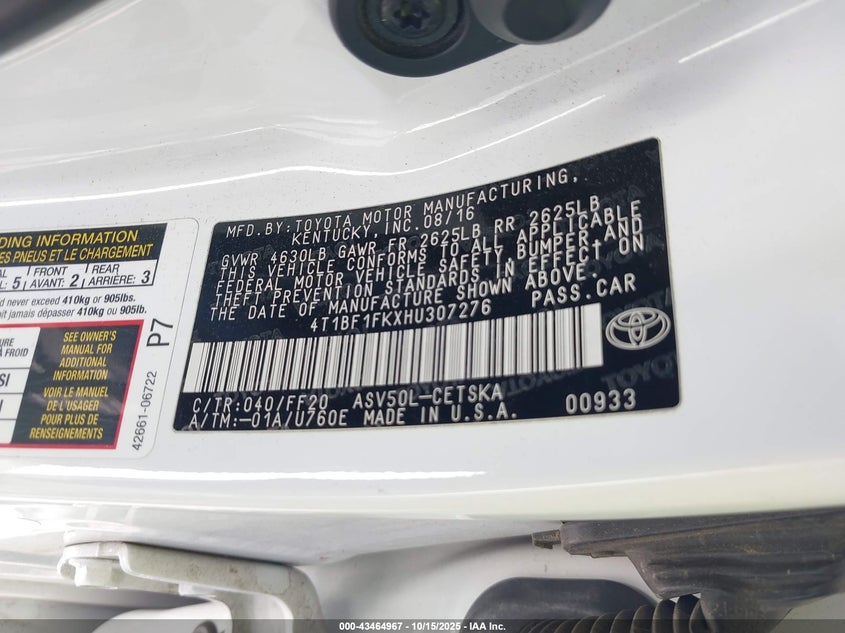 MFD.BY:TOYOTA MOTOR MANUFACTURING,
KENTUCKY,INC.08/16
GVWR 4630LB GAWR FR 2625LB RR 2625LB
THIS VEHICLE CONFORMS TO ALL APPLICABLE
FEDERAL MOTOR VEHICLE SAFETY,BUMPER,AND
THEFT PREVENTION STANDARDS IN EFFECT ON
THE DATE OF MANUFACTURE SHOWN ABOVE.
4T1BF1FKXHU307276 PASS.CAR
C/TR:040/FF20 ASV50L-CETSKA
A/TM:-01A/U760E MADE IN U.S.A. 00933
DING INFORMATION
ES PNEUS ET LE CHARGEMENT
AL
: 5
FRONT
AVANT: 2
REAR
ARRIÈRE: 3
d never exceed 410kg or 905lbs.
oit jamais dépasser 410kg ou 905lb.
À FROID
SEE OWNER'S
MANUAL FOR
ADDITIONAL
INFORMATION
VOIR LE MANUEL
DE L'USAGER
POUR PLUS DE
RENSEIGNEMENTS
P7
42661-06722
TOYOTA
000-43464967 - 10/15/2025 - IAA Inc.